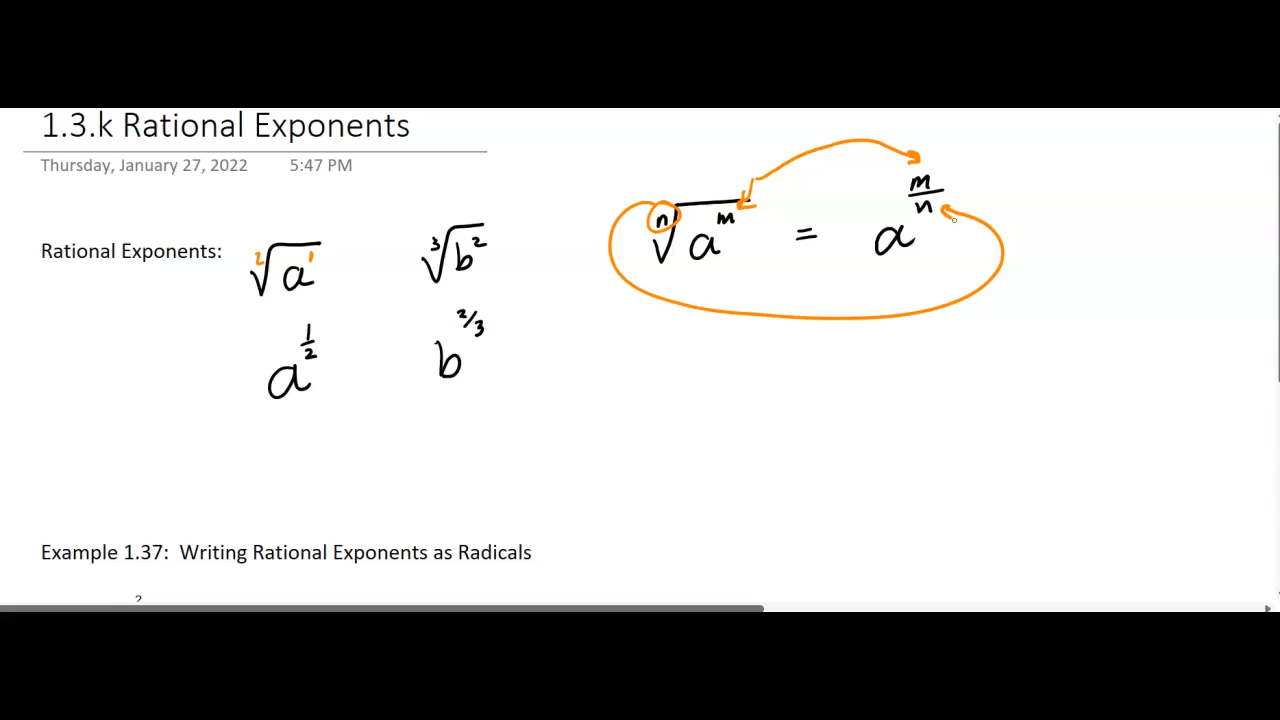 1.3.k Rational Exponents
Thursday, January 27, 2022 5:47 PM
Rational Exponents: ²√a¹ ³√b² ⁿ√aᵐ = a^(m/n)
a^(1/2) b^(2/3)
Example 1.37: Writing Rational Exponents as Radicals